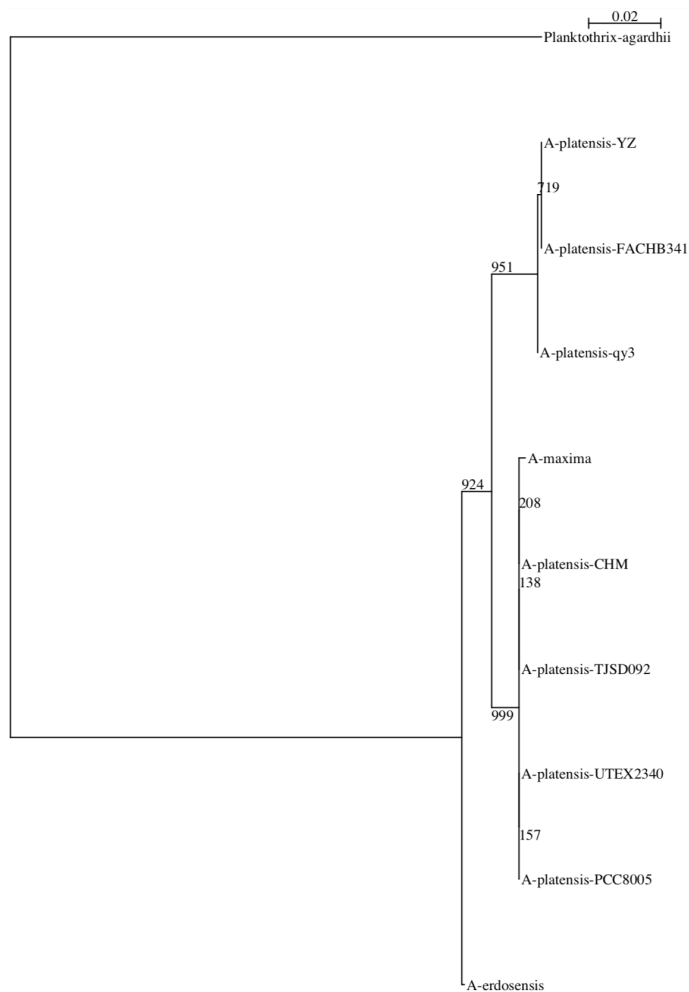 0.02
Planktothrix-agardhii
A-platensis-YZ
719
A-platensis-FACHB341
951
A-platensis-qy3
A-maxima
924
208
A-platensis-CHM
138
A-platensis-TJSD092
999
A-platensis-UTEX2340
157
A-platensis-PCC8005
A-erdosensis